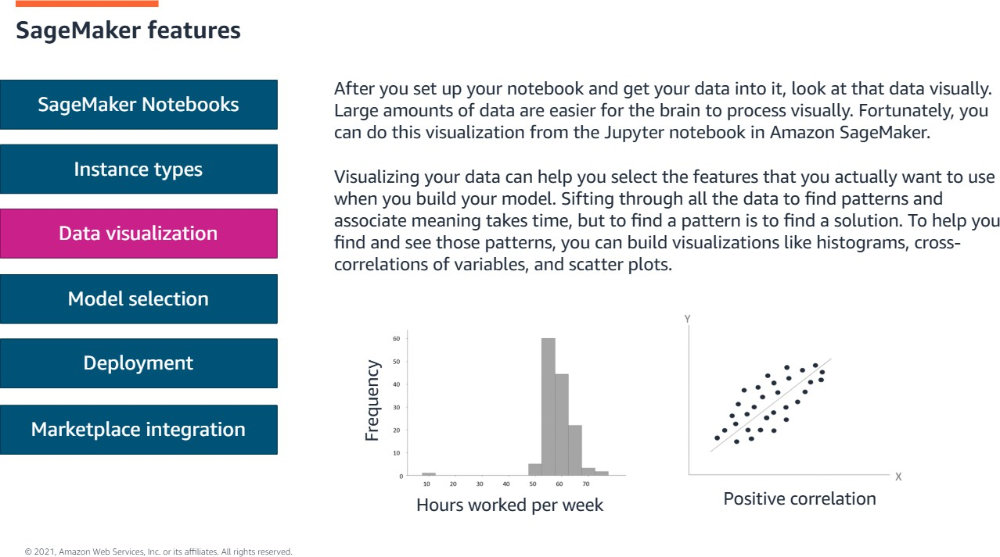 SageMaker features
SageMaker Notebooks
Instance types
Data visualization
Model selection
Deployment
Marketplace integration
After you set up your notebook and get your data into it, look at that data visually.
Large amounts of data are easier for the brain to process visually. Fortunately, you
can do this visualization from the Jupyter notebook in Amazon SageMaker.
Visualizing your data can help you select the features that you actually want to use
when you build your model. Sifting through all the data to find patterns and
associate meaning takes time, but to find a pattern is to find a solution. To help you
find and see those patterns, you can build visualizations like histograms, cross-
correlations of variables, and scatter plots.
Frequency
60
50
40
30
20
10
0
10 20 30 40 50 60 70
Hours worked per week
Y
X
Positive correlation
© 2021, Amazon Web Services, Inc. or its affiliates. All rights reserved.